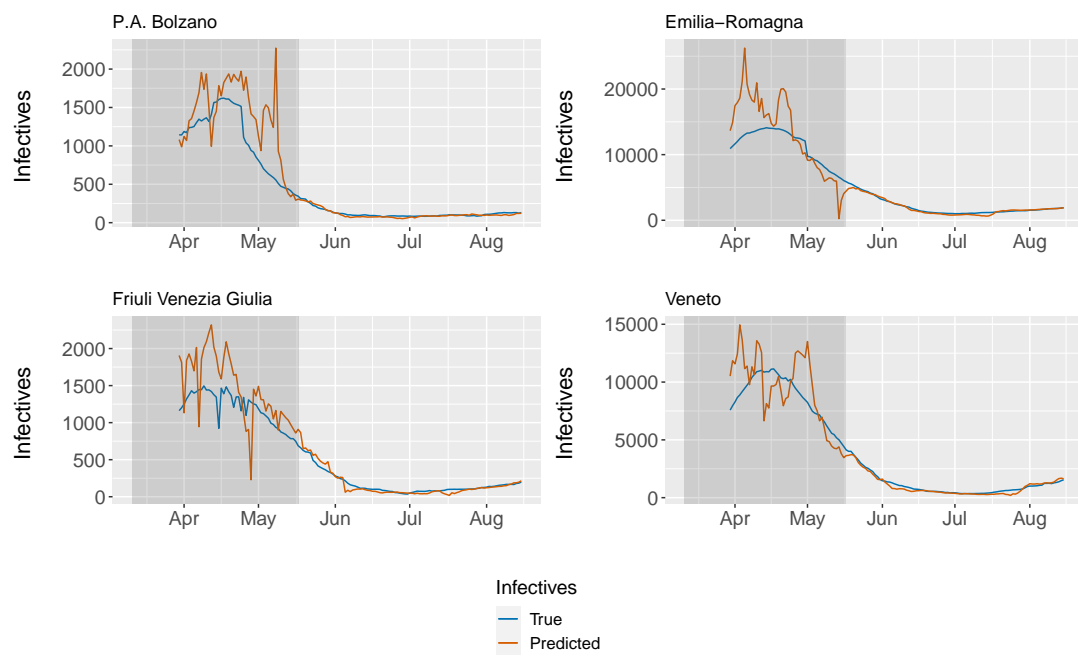 P.A. Bolzano
Infectives
2000
1500
1000
500
0
Apr May Jun Jul Aug
Emilia−Romagna
Infectives
20000
10000
0
Apr May Jun Jul Aug
Friuli Venezia Giulia
Infectives
2000
1500
1000
500
0
Apr May Jun Jul Aug
Veneto
Infectives
15000
10000
5000
0
Apr May Jun Jul Aug
Infectives
True
Predicted